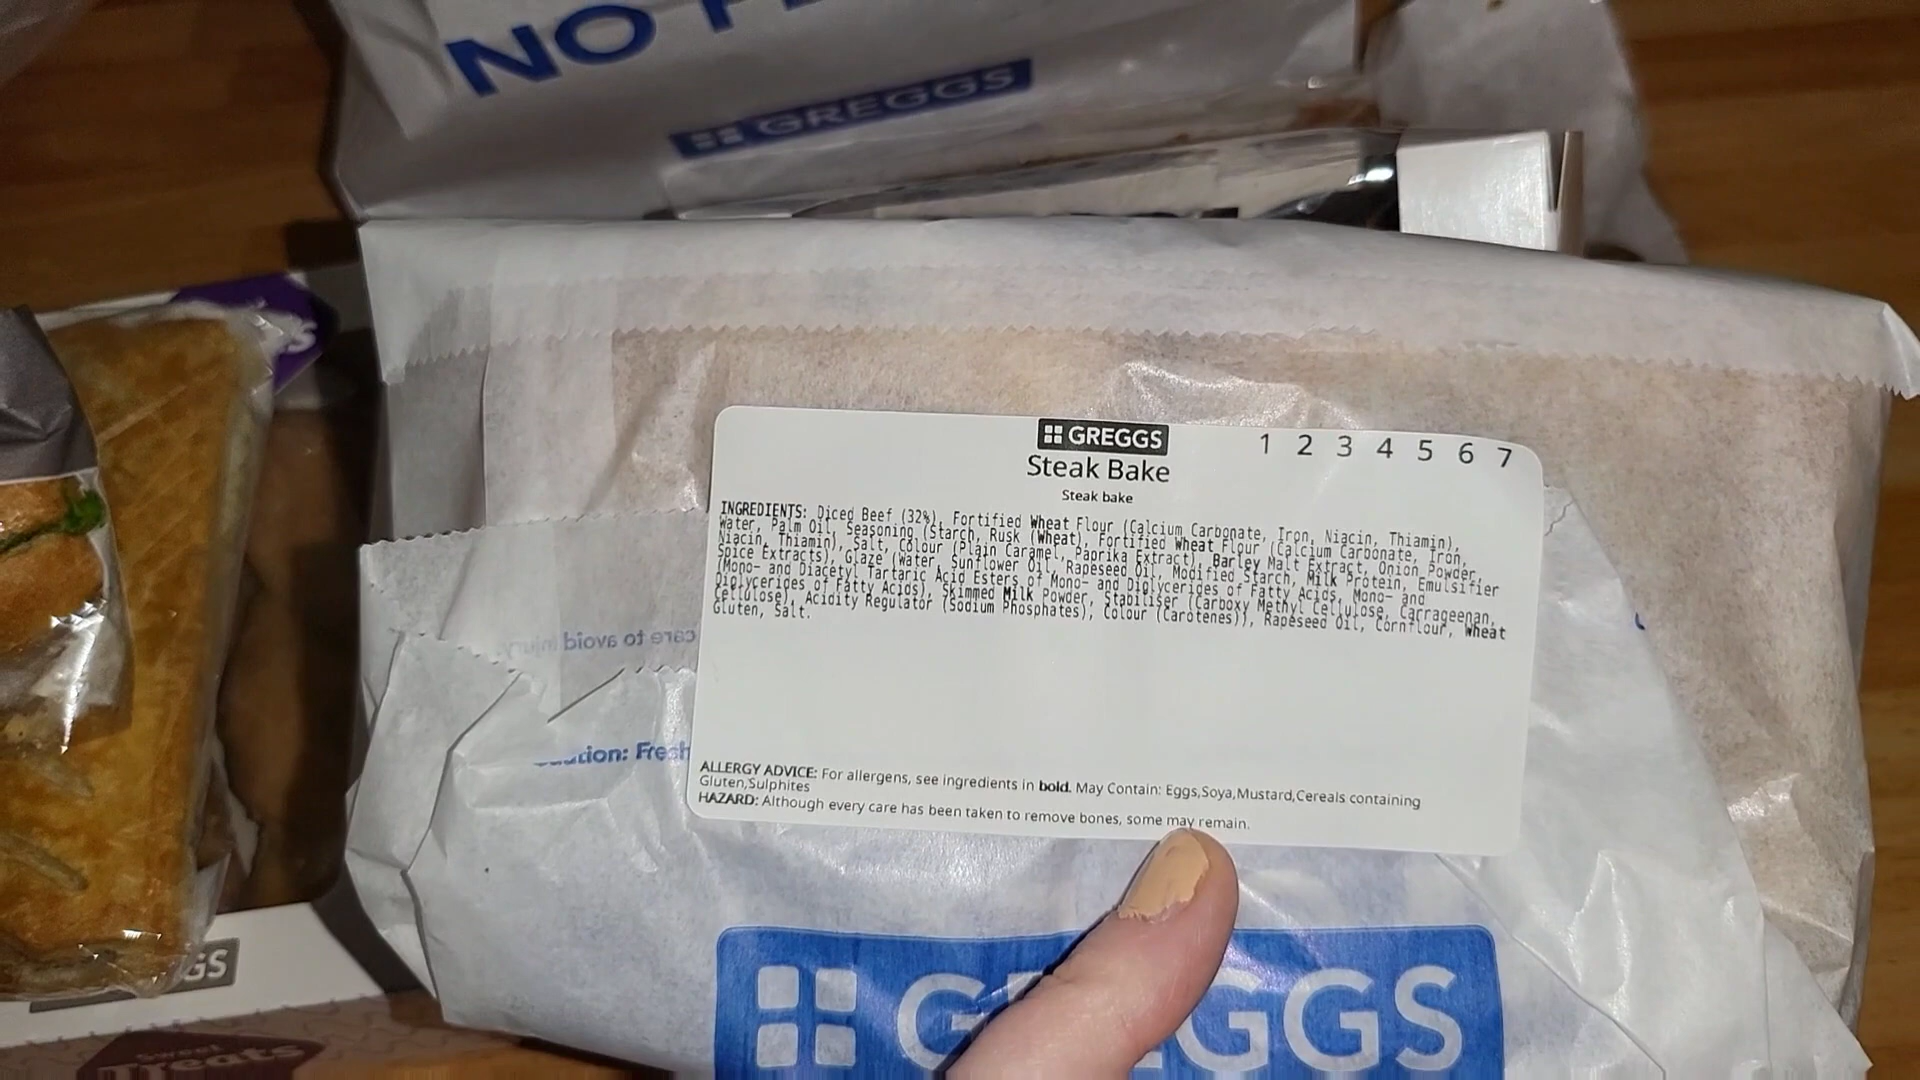 NO
GREGGS
GREGGS
1 2 3 4 5 6 7
Steak Bake
Steak bake
INGREDIENTS: Diced Beef (32%), Fortified Wheat Flour (Calcium Carbonate, Iron, Niacin, Thiamin),
Water, Palm Oil, Seasoning (Starch, Rusk (Wheat), Fortified Wheat Flour (Calcium Carbonate, Iron,
Niacin, Thiamin), Salt, Colour (Plain Caramel, Paprika Extract), Barley Malt Extract, Onion Powder,
Spice Extracts), Glaze (Water, Sunflower Oil, Rapeseed Oil, Modified Starch, Milk Protein, Emulsifier
(Mono- and Diacetyl Tartaric Acid Esters of Mono- and Diglycerides of Fatty Acids, Mono- and
Diglycerides of Fatty Acids), Skimmed Milk Powder, Stabiliser (Carboxy Methyl Cellulose, Carrageenan,
Cellulose), Acidity Regulator (Sodium Phosphates), Colour (Carotenes)), Rapeseed Oil, Cornflour, Wheat
Gluten, Salt.
care to avoid injury
Fresh
ALLERGY ADVICE: For allergens, see ingredients in bold. May Contain: Eggs,Soya,Mustard,Cereals containing
Gluten,Sulphites
HAZARD: Although every care has been taken to remove bones, some may remain.
GREGGS
GS
Sweet
Treats